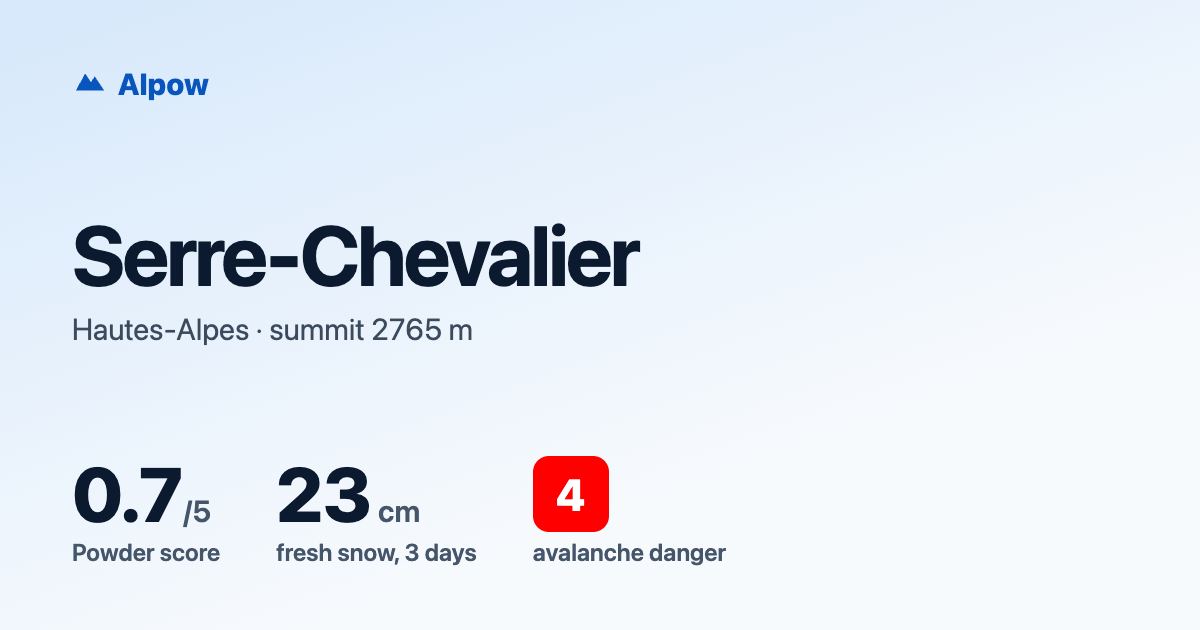 Alpow
Serre-Chevalier
Hautes-Alpes · summit 2765 m
0.7/5 23 cm 4
Powder score fresh snow, 3 days avalanche danger